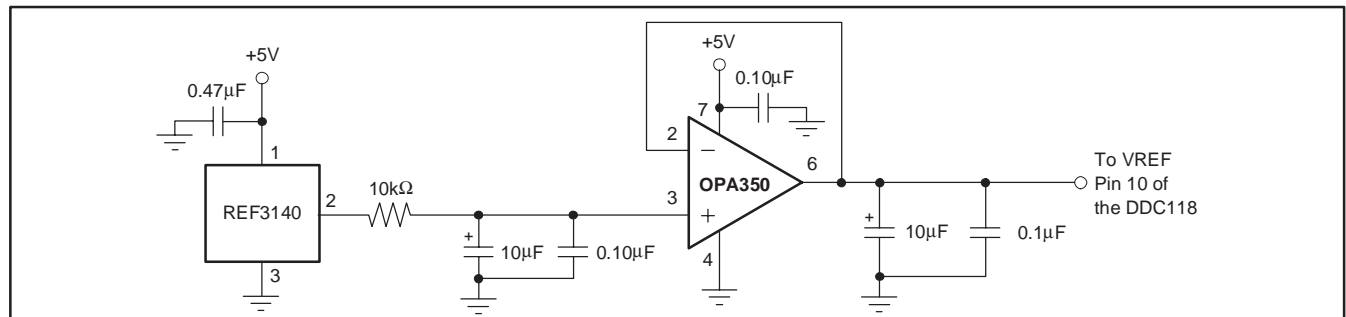 +5V
0.47μF
1
REF3140
2
3
10kΩ
+
10μF
0.10μF
+5V
0.10μF
7
2
−
OPA350
3
+
4
6
+
10μF
0.1μF
To VREF
Pin 10 of
the DDC118